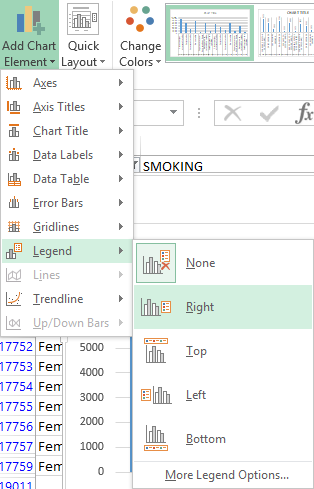 Add Chart
Element
Quick
Layout
Change
Colors
Axes
fx
Axis Titles
Chart Title
Data Labels
SMOKING
Data Table
Error Bars
Gridlines
Legend
None
Lines
Trendline
Right
Up/Down Bars
17752 Fem 5000
Top
17753 Fem 4000
17754 Fem
17755 Fem 3000
Left
17756 Fem 2000
17757 Fem 1000
Bottom
17759 Fem 0
19011
More Legend Options...